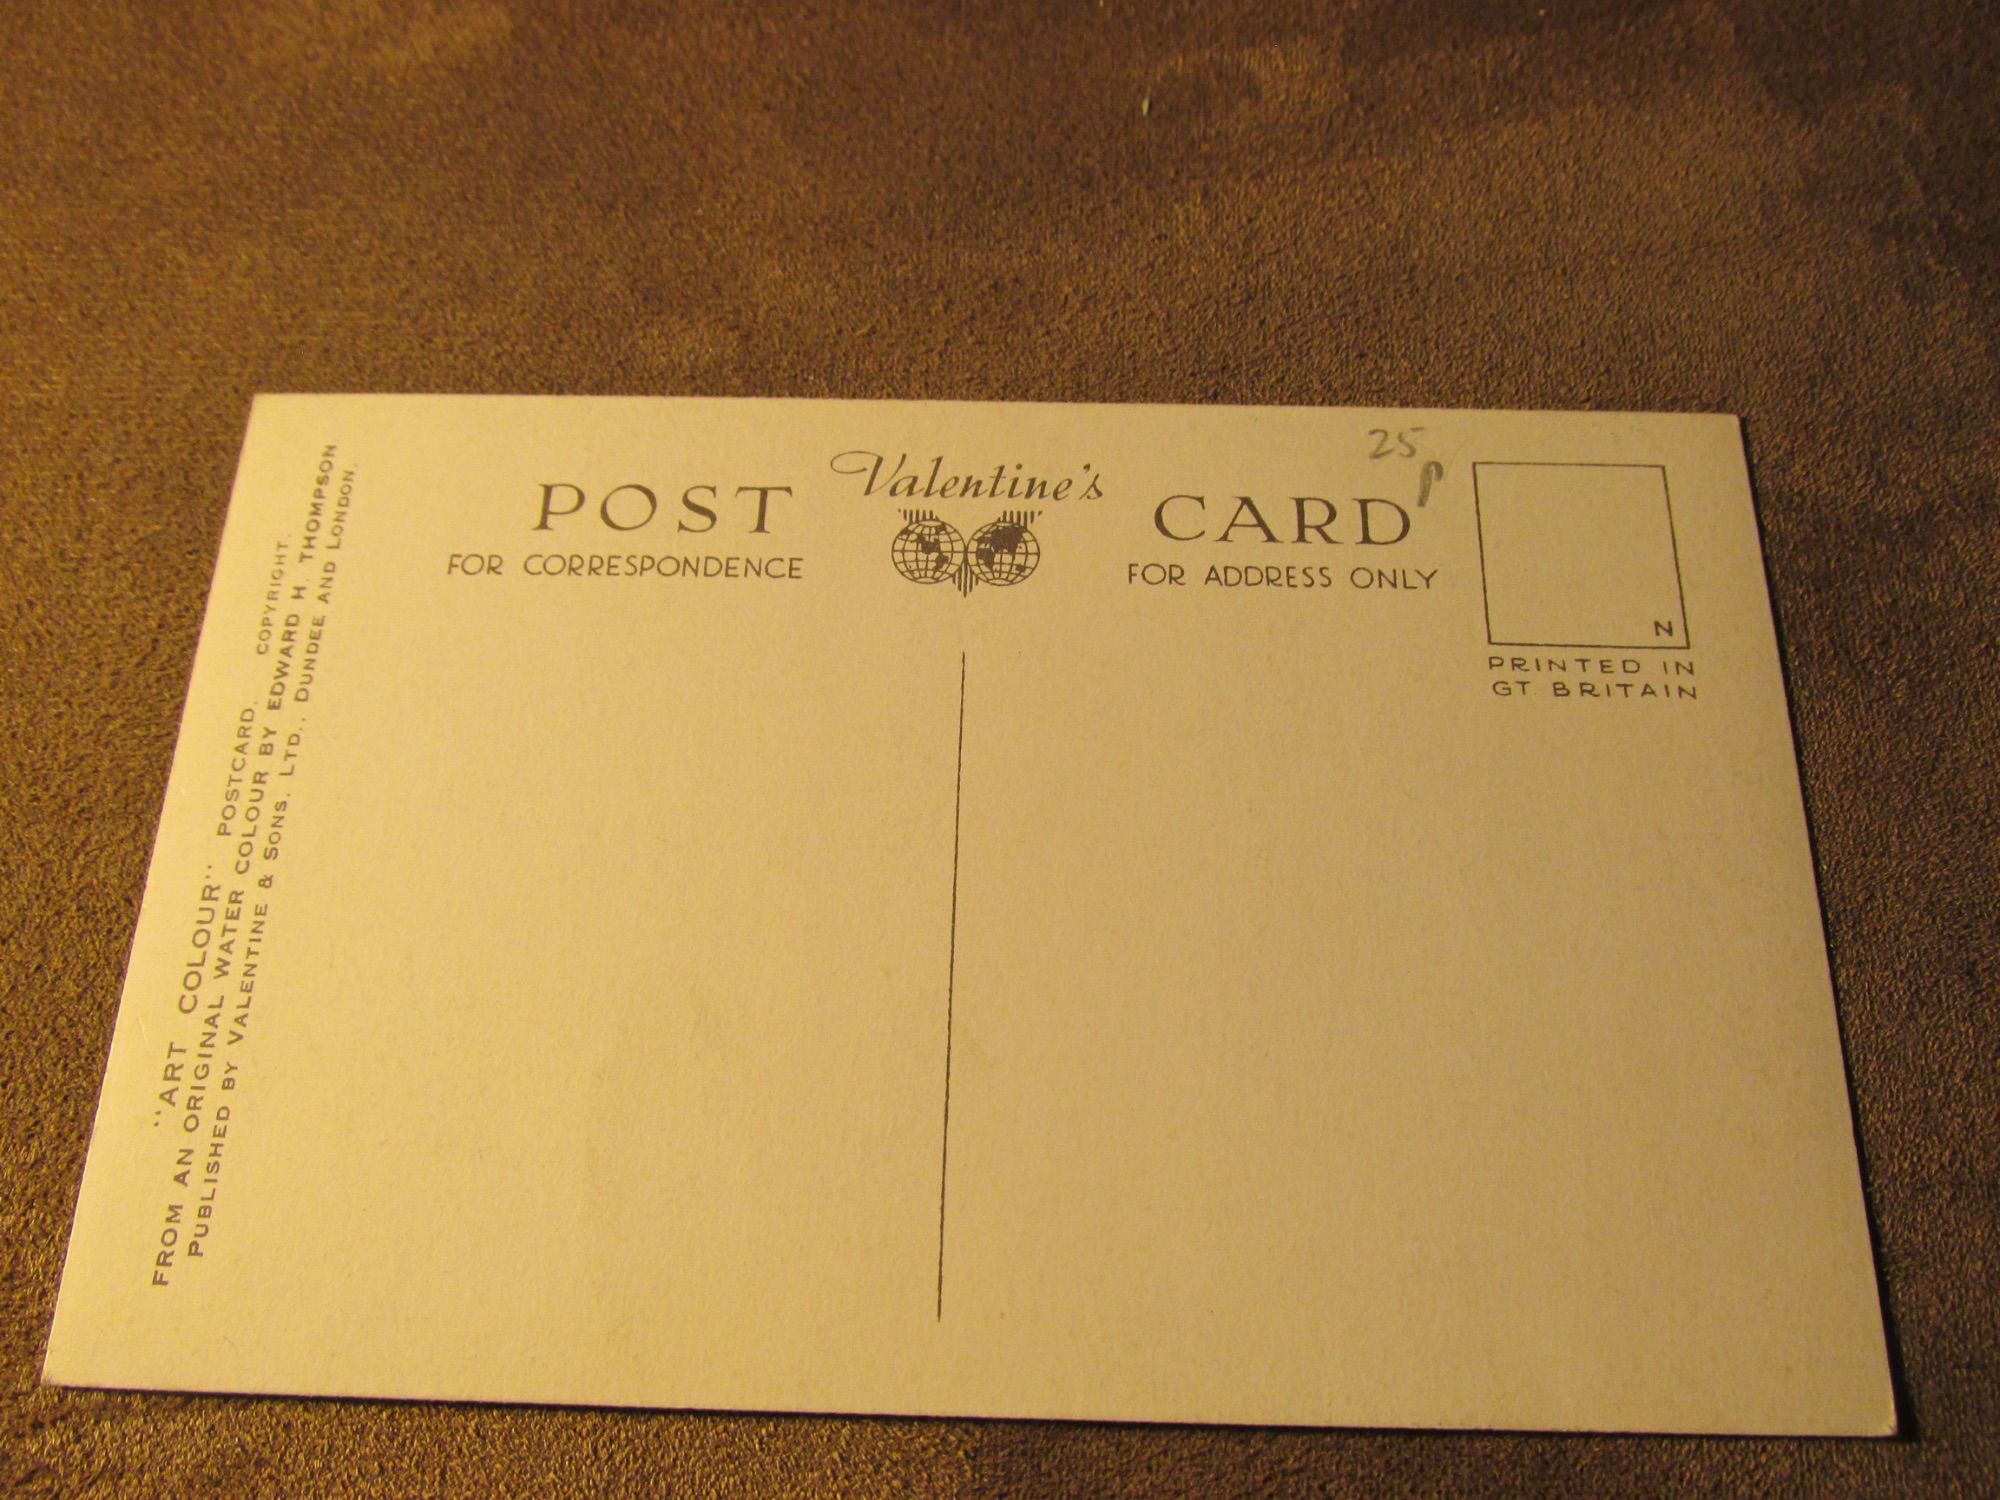 Valentine's
POST CARD
FOR CORRESPONDENCE
FOR ADDRESS ONLY
25
P
N
PRINTED IN
GT. BRITAIN
"ART COLOUR" POSTCARD. COPYRIGHT.
FROM AN ORIGINAL WATER COLOUR BY EDWARD H. THOMPSON
PUBLISHED BY VALENTINE & SONS, LTD., DUNDEE AND LONDON.